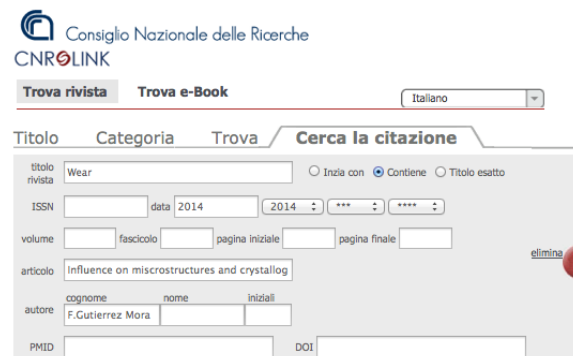 Consiglio Nazionale delle Ricerche
CNRSLINK
Trova rivista Trova e-Book Italiano
Titolo Categoria Trova Cerca la citazione
titolo rivista Wear Inzia con Contiene Titolo esatto
ISSN data 2014 2014 *** ****
volume fascicolo pagina iniziale pagina finale
elimina
articolo Influence on miscrostructures and crystallog
cognome nome iniziali
autore F.Gutierrez Mora
PMID DOI